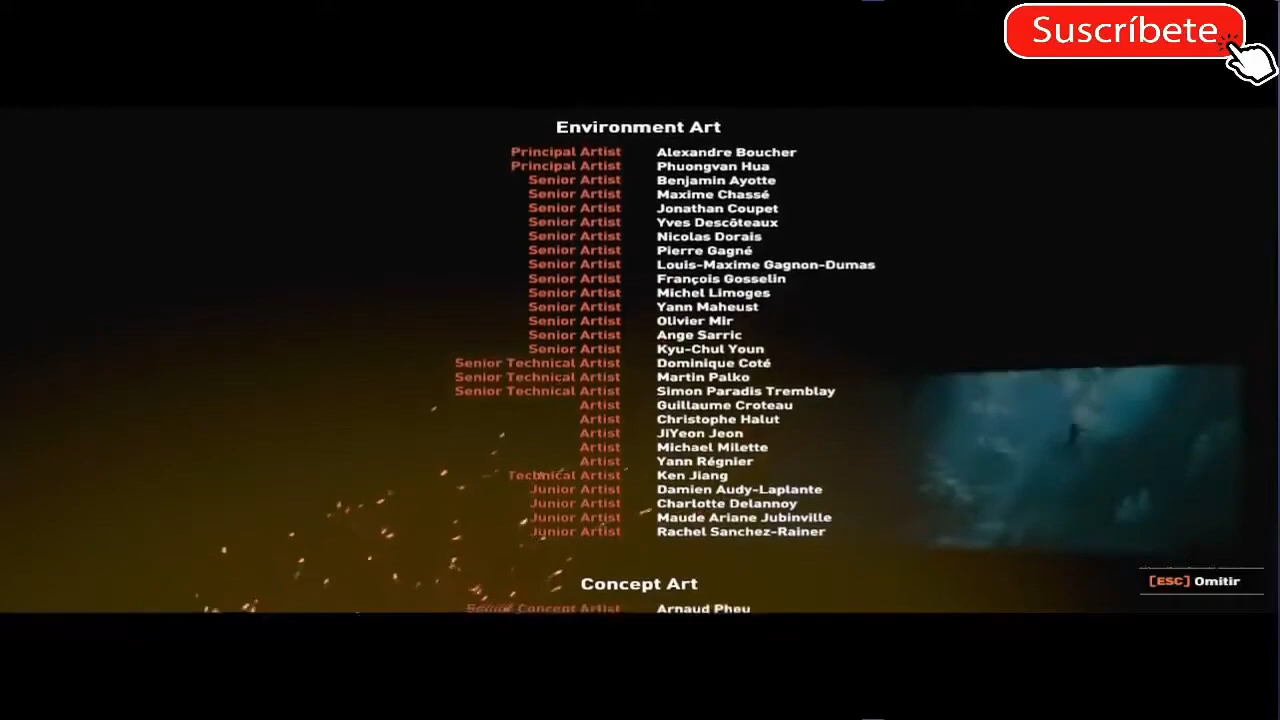 Suscríbete
Environment Art
Principal Artist Alexandre Boucher
Principal Artist Phuongvan Hua
Senior Artist Benjamin Ayotte
Senior Artist Maxime Chassé
Senior Artist Jonathan Coupet
Senior Artist Yves Descôteaux
Senior Artist Nicolas Dorais
Senior Artist Pierre Gagné
Senior Artist Louis-Maxime Gagnon-Dumas
Senior Artist François Gosselin
Senior Artist Michel Limoges
Senior Artist Yann Maheust
Senior Artist Olivier Mir
Senior Artist Ange Sarric
Senior Artist Kyu-Chul Youn
Senior Technical Artist Dominique Coté
Senior Technical Artist Martin Palko
Senior Technical Artist Simon Paradis Tremblay
Artist Guillaume Croteau
Artist Christophe Halut
Artist JiYeon Jeon
Artist Michael Milette
Artist Yann Régnier
Technical Artist Ken Jiang
Junior Artist Damien Audy-Laplante
Junior Artist Charlotte Delannoy
Junior Artist Maude Ariane Jubinville
Junior Artist Rachel Sanchez-Rainer
[ESC] Omitir
Concept Art
Senior Concept Artist Arnaud Pheu